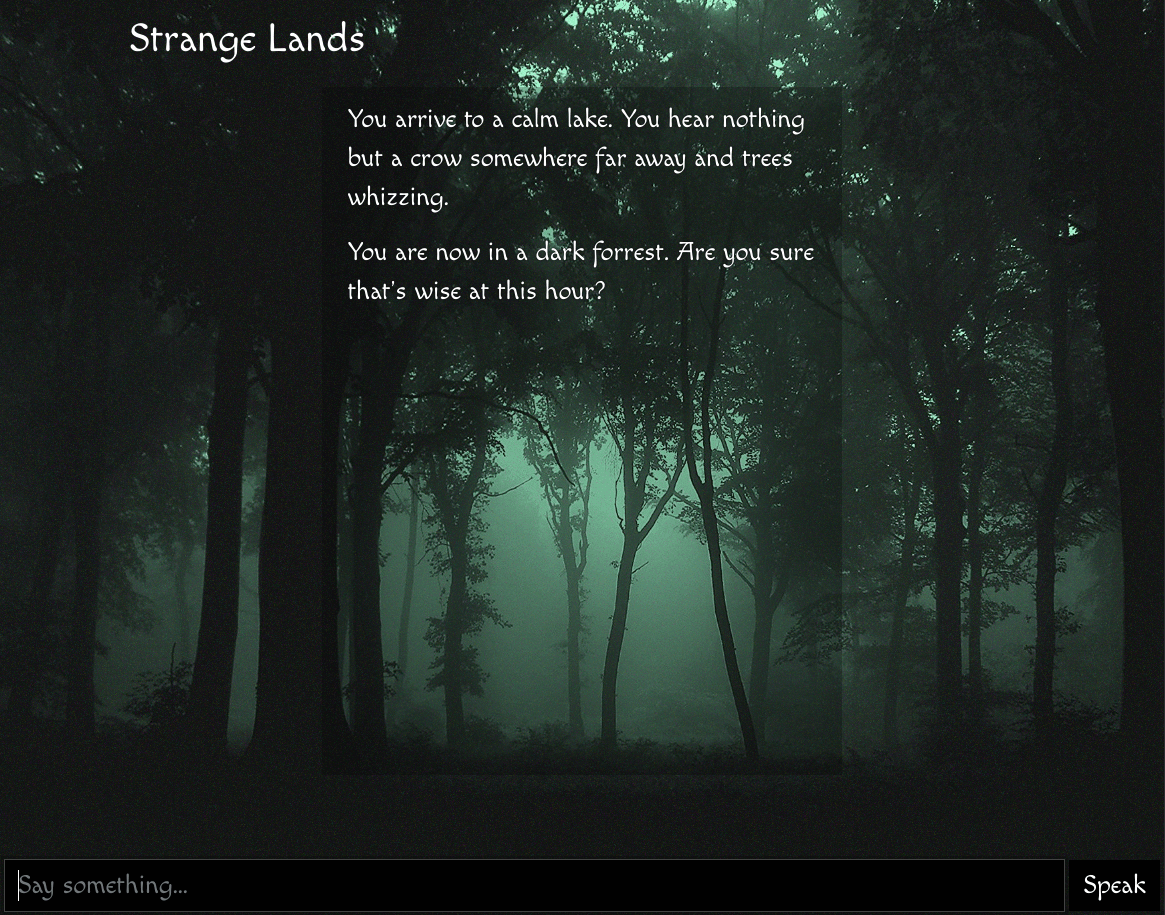 Strange Lands
You arrive to a calm lake. You hear nothing
but a crow somewhere far away and trees
whizzing.
You are now in a dark forrest. Are you sure
that's wise at this hour?
Say something...
Speak